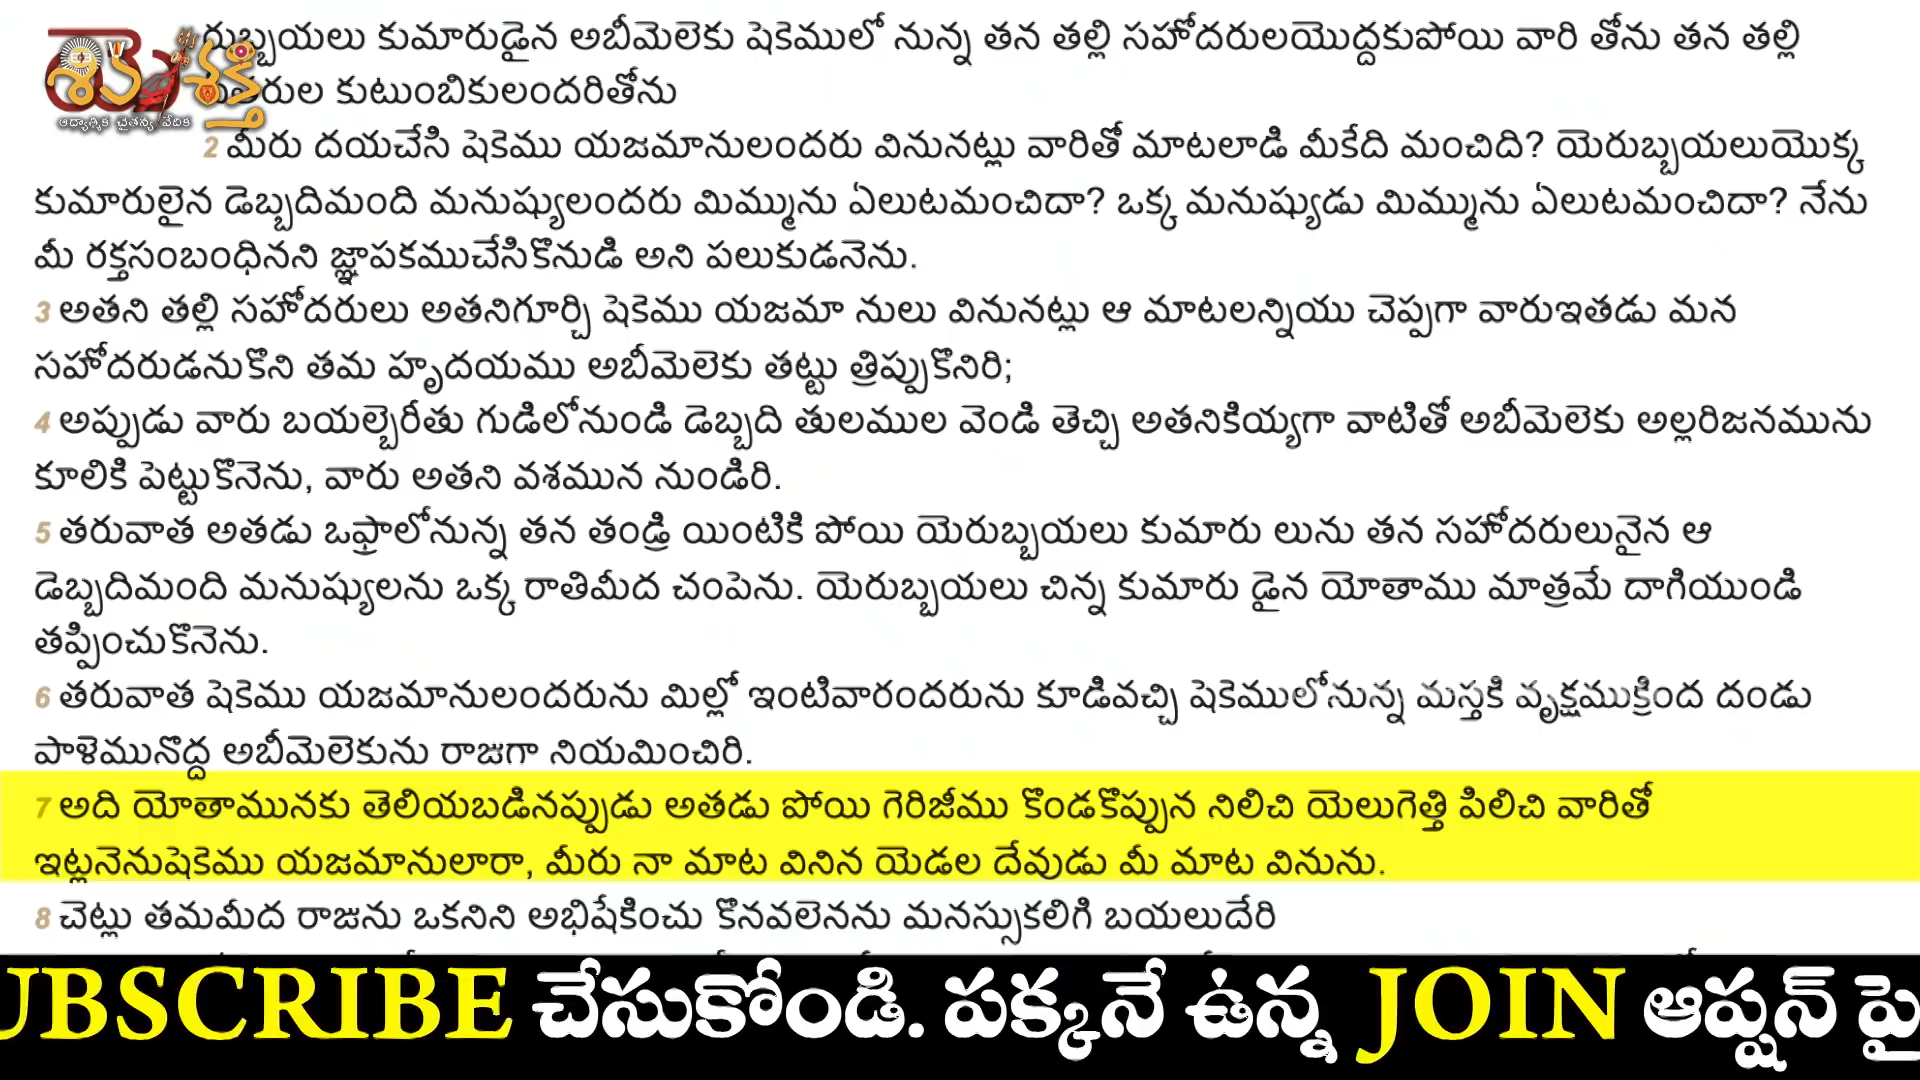 కుమారుడైన అబీమెలెకు షెకెములో నున్న తన తల్లి సహోదరులయొద్దకుపోయి వారి తోను తన తల్లి
కుటుంబికులందరితోను
శివ శక్తి
ఆధ్యాత్మిక చైతన్య వేదిక
2 మీరు దయచేసి షెకెము యజమానులందరు వినునట్లు వారితో మాటలాడి మీకేది మంచిది? యెరుబ్బయలుయొక్క
కుమారులైన డెబ్బదిమంది మనుష్యులందరు మిమ్మును ఏలుటమంచిదా? ఒక్క మనుష్యుడు మిమ్మును ఏలుటమంచిదా? నేను
మీ రక్తసంబంధినని జ్ఞాపకముచేసికొనుడి అని పలుకుడనెను.
3 అతని తల్లి సహోదరులు అతనిగూర్చి షెకెము యజమా నులు వినునట్లు ఆ మాటలన్నియు చెప్పగా వారుఇతడు మన
సహోదరుడనుకొని తమ హృదయము అబీమెలెకు తట్టు త్రిప్పుకొనిరి;
4 అప్పుడు వారు బయల్బెరీతు గుడిలోనుండి డెబ్బది తులముల వెండి తెచ్చి అతనికియ్యగా వాటితో అబీమెలెకు అల్లరిజనమును
కూలికి పెట్టుకొనెను, వారు అతని వశమున నుండిరి.
5 తరువాత అతడు ఒఫ్రాలోనున్న తన తండ్రి యింటికి పోయి యెరుబ్బయలు కుమారు లును తన సహోదరులునైన ఆ
డెబ్బదిమంది మనుష్యులను ఒక్క రాతిమీద చంపెను. యెరుబ్బయలు చిన్న కుమారు డైన యోతాము మాత్రమే దాగియుండి
తప్పించుకొనెను.
6 తరువాత షెకెము యజమానులందరును మిల్లో ఇంటివారందరును కూడివచ్చి షెకెములోనున్న మస్తకి వృక్షముక్రింద దండు
పాళెమునొద్ద అబీమెలెకును రాజుగా నియమించిరి.
7 అది యోతామునకు తెలియబడినప్పుడు అతడు పోయి గెరిజీము కొండకొప్పున నిలిచి యెలుగెత్తి పిలిచి వారితో
ఇట్లనెనుషెకెము యజమానులారా, మీరు నా మాట వినిన యెడల దేవుడు మీ మాట వినును.
8 చెట్లు తమమీద రాజును ఒకనిని అభిషేకించు కొనవలెనను మనస్సుకలిగి బయలుదేరి
UBSCRIBE చేసుకోండి. పక్కనే ఉన్న JOIN ఆప్షన్ పై